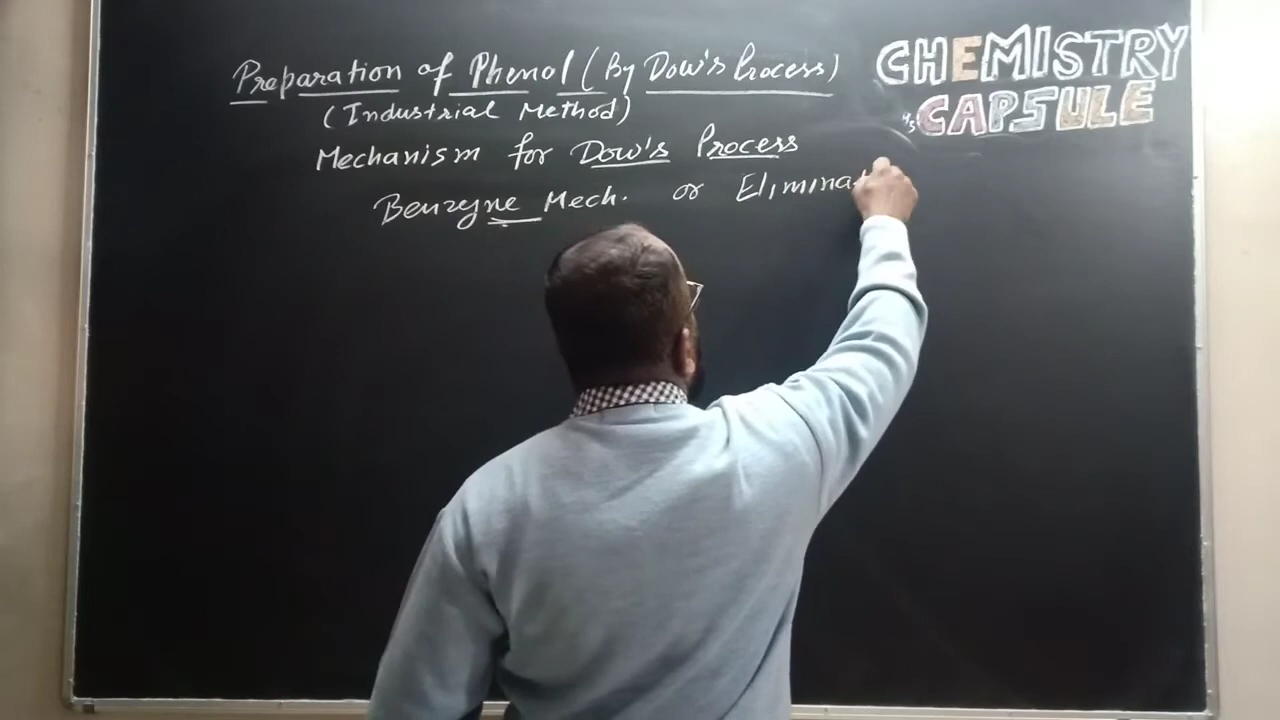 Preparation of Phenol (By Dow's Process)
(Industrial Method)
Mechanism for Dow's Process
Benzyne Mech. or Elimina
CHEMISTRY
CAPSULE